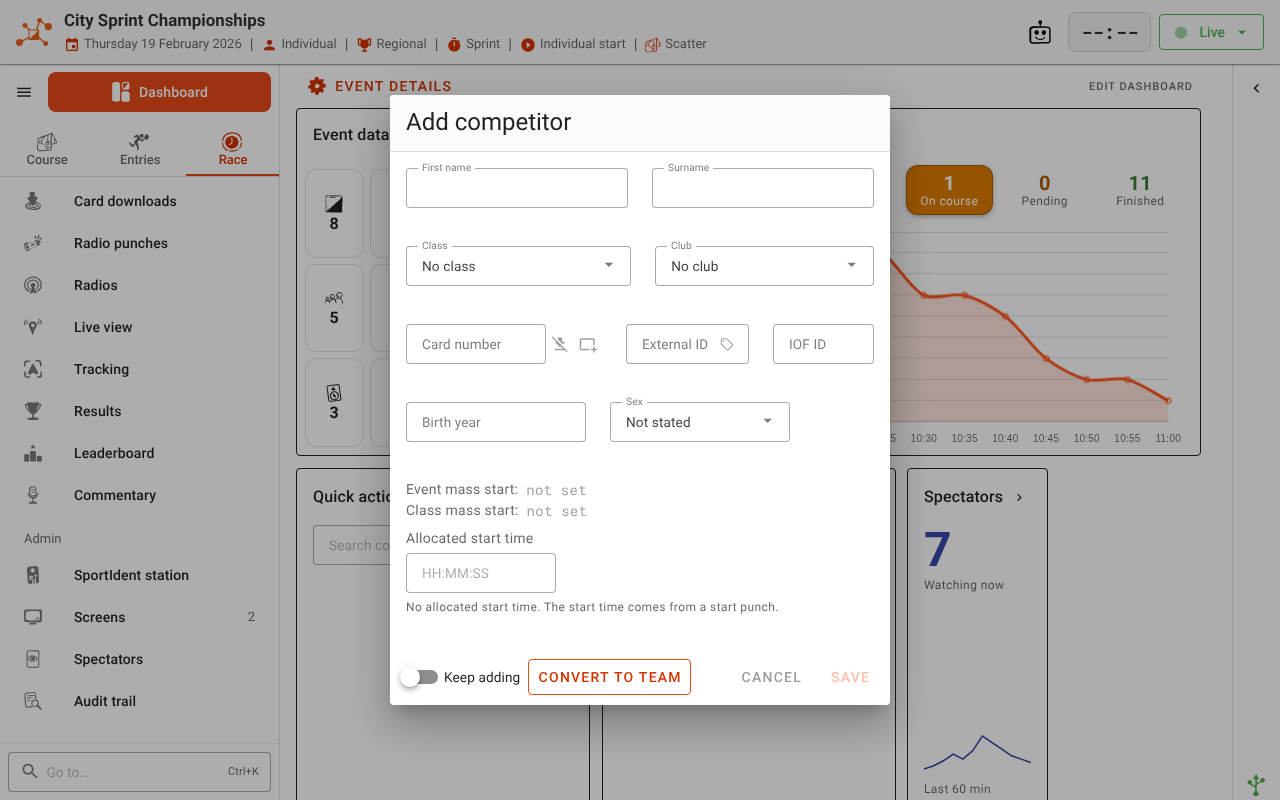 City Sprint Championships
Thursday 19 February 2026 | Individual | Regional | Sprint | Individual start | Scatter
--:--
Live
Dashboard
EVENT DETAILS
EDIT DASHBOARD
Course
Entries
Race
Card downloads
Radio punches
Radios
Live view
Tracking
Results
Leaderboard
Commentary
Admin
SportIdent station
Screens 2
Spectators
Audit trail
Go to... Ctrl+K
Event data
8
5
3
1
On course
0
Pending
11
Finished
5 10:30 10:35 10:40 10:45 10:50 10:55 11:00
Quick actio
Search co
Spectators
7
Watching now
Last 60 min
Add competitor
First name
Surname
Class
No class
Club
No club
Card number
External ID
IOF ID
Birth year
Sex
Not stated
Event mass start: not set
Class mass start: not set
Allocated start time
HH:MM:SS
No allocated start time. The start time comes from a start punch.
Keep adding
CONVERT TO TEAM
CANCEL
SAVE